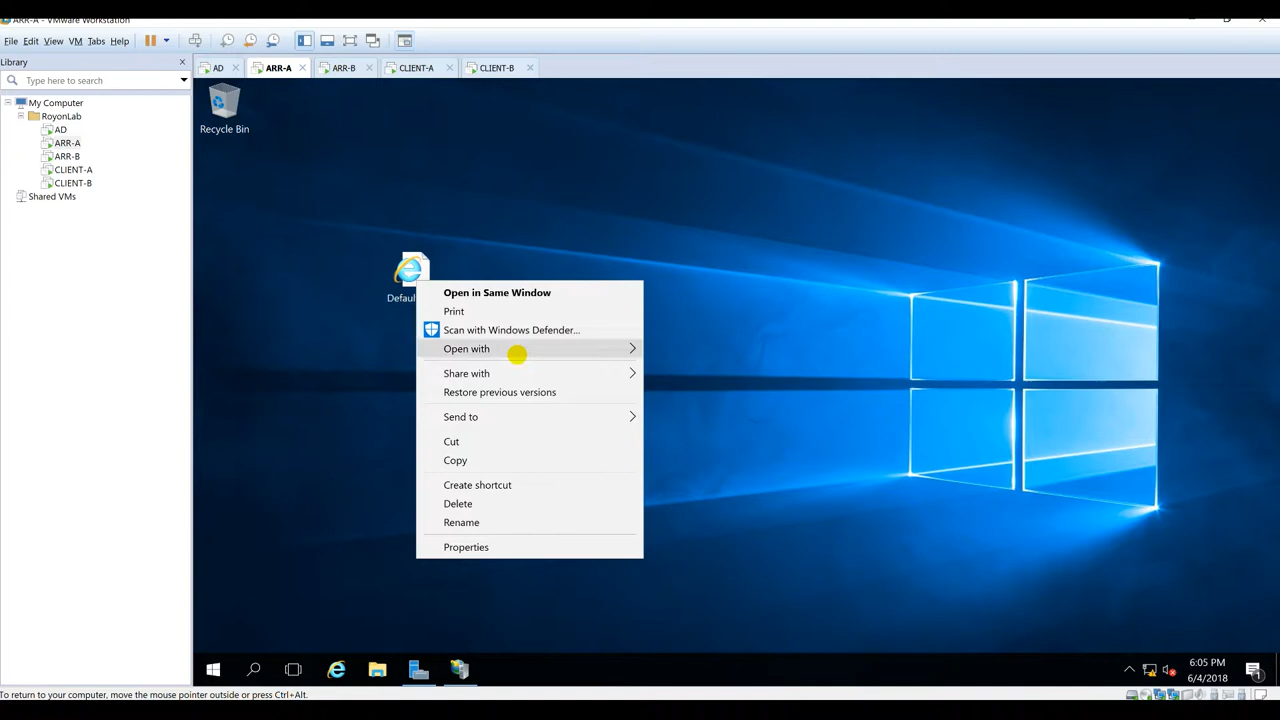 ARR-A - VMware Workstation
File Edit View VM Tabs Help
Library
Type here to search
My Computer
RoyonLab
AD
ARR-A
ARR-B
CLIENT-A
CLIENT-B
Shared VMs
AD ARR-A ARR-B CLIENT-A CLIENT-B
Recycle Bin
Default
Open in Same Window
Print
Scan with Windows Defender...
Open with
Share with
Restore previous versions
Send to
Cut
Copy
Create shortcut
Delete
Rename
Properties
6:05 PM
6/4/2018
1
To return to your computer, move the mouse pointer outside or press Ctrl+Alt.